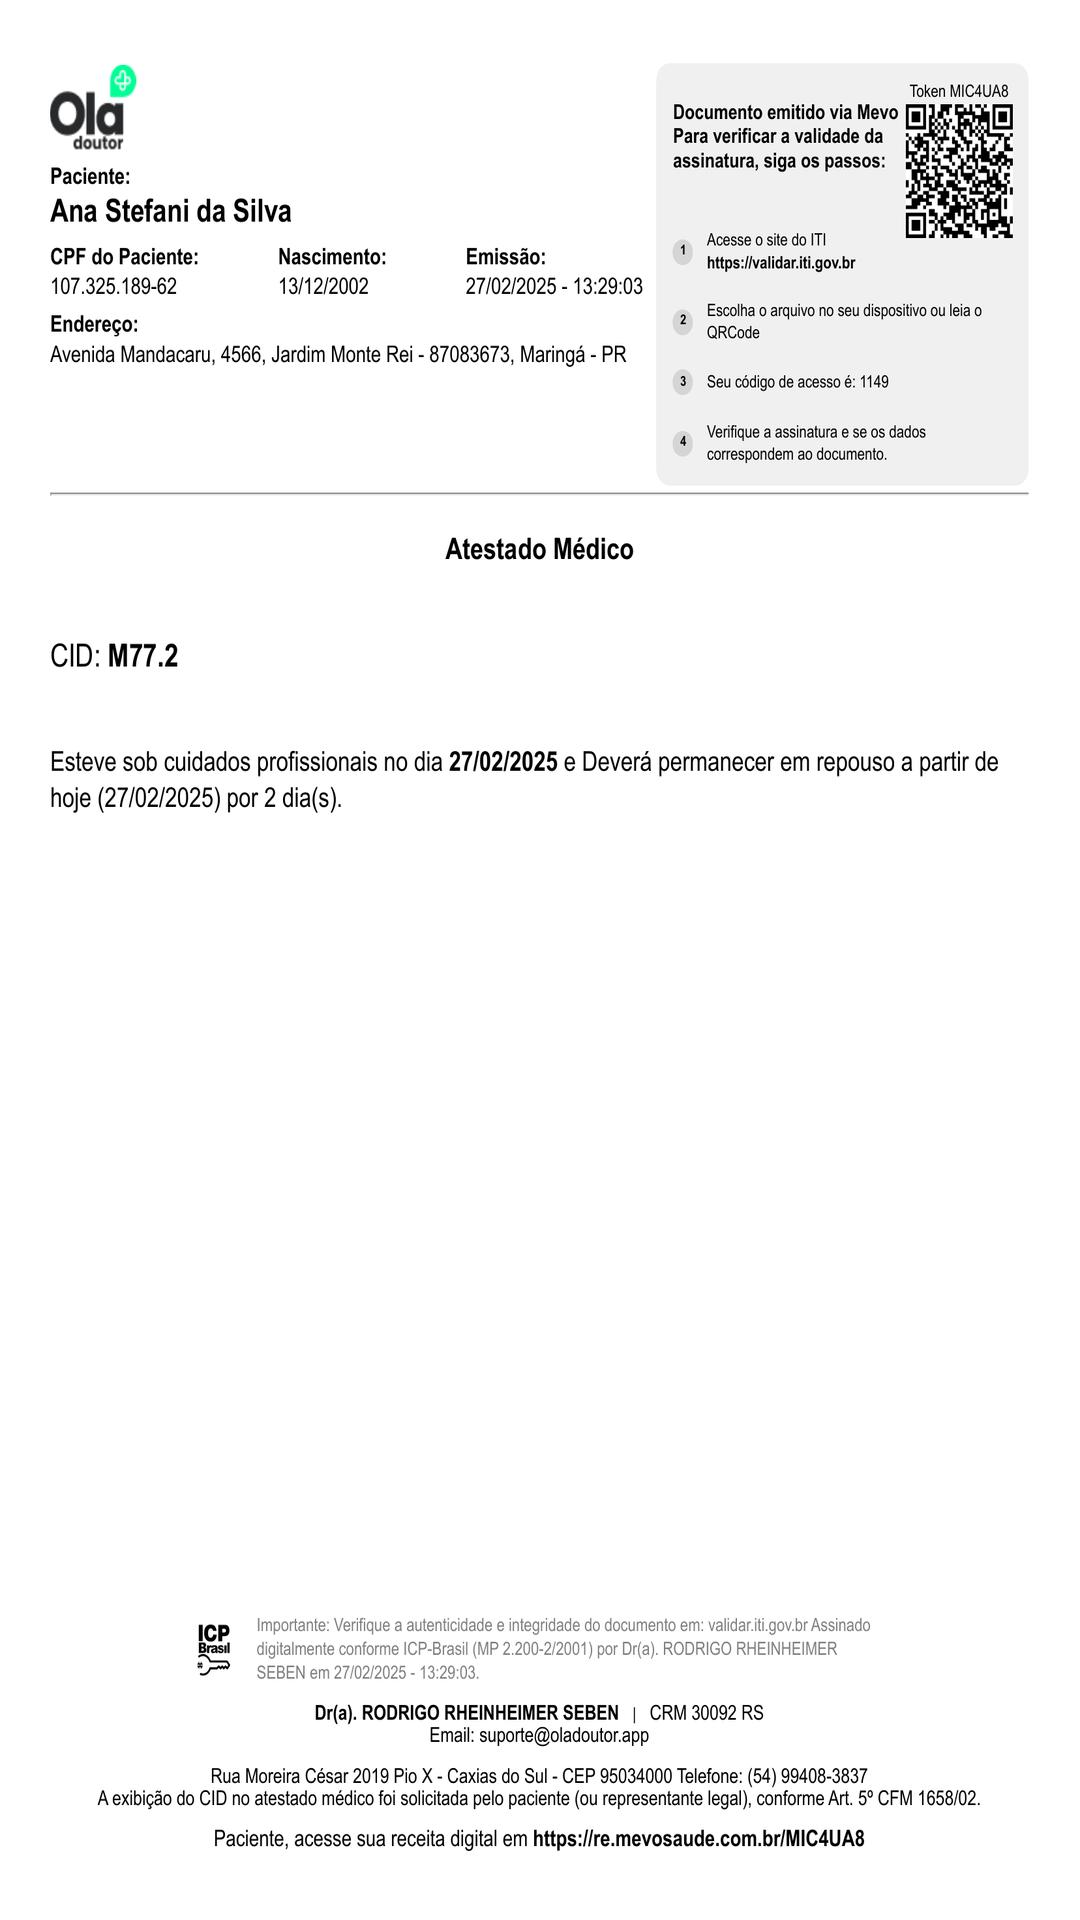 Olá
doutor
Paciente:
Ana Stefani da Silva
CPF do Paciente: Nascimento: Emissão:
107.325.189-62 13/12/2002 27/02/2025 - 13:29:03
Endereço:
Avenida Mandacaru, 4566, Jardim Monte Rei - 87083673, Maringá - PR
Token MIC4UA8
Documento emitido via Mevo
Para verificar a validade da
assinatura, siga os passos:
1 Acesse o site do ITI
https://validar.iti.gov.br
2 Escolha o arquivo no seu dispositivo ou leia o
QRCode
3 Seu código de acesso é: 1149
4 Verifique a assinatura e se os dados
correspondem ao documento.
Atestado Médico
CID: M77.2
Esteve sob cuidados profissionais no dia 27/02/2025 e Deverá permanecer em repouso a partir de
hoje (27/02/2025) por 2 dia(s).
ICP
Brasil
Importante: Verifique a autenticidade e integridade do documento em: validar.iti.gov.br Assinado
digitalmente conforme ICP-Brasil (MP 2.200-2/2001) por Dr(a). RODRIGO RHEINHEIMER
SEBEN em 27/02/2025 - 13:29:03.
Dr(a). RODRIGO RHEINHEIMER SEBEN | CRM 30092 RS
Email: suporte@oladoutor.app
Rua Moreira César 2019 Pio X - Caxias do Sul - CEP 95034000 Telefone: (54) 99408-3837
A exibição do CID no atestado médico foi solicitada pelo paciente (ou representante legal), conforme Art. 5º CFM 1658/02.
Paciente, acesse sua receita digital em https://re.mevosaude.com.br/MIC4UA8